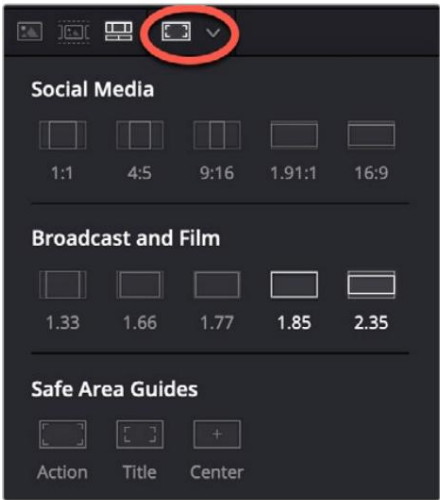 Social Media
1:1 4:5 9:16 1.91:1 16:9
Broadcast and Film
1.33 1.66 1.77 1.85 2.35
Safe Area Guides
Action Title Center